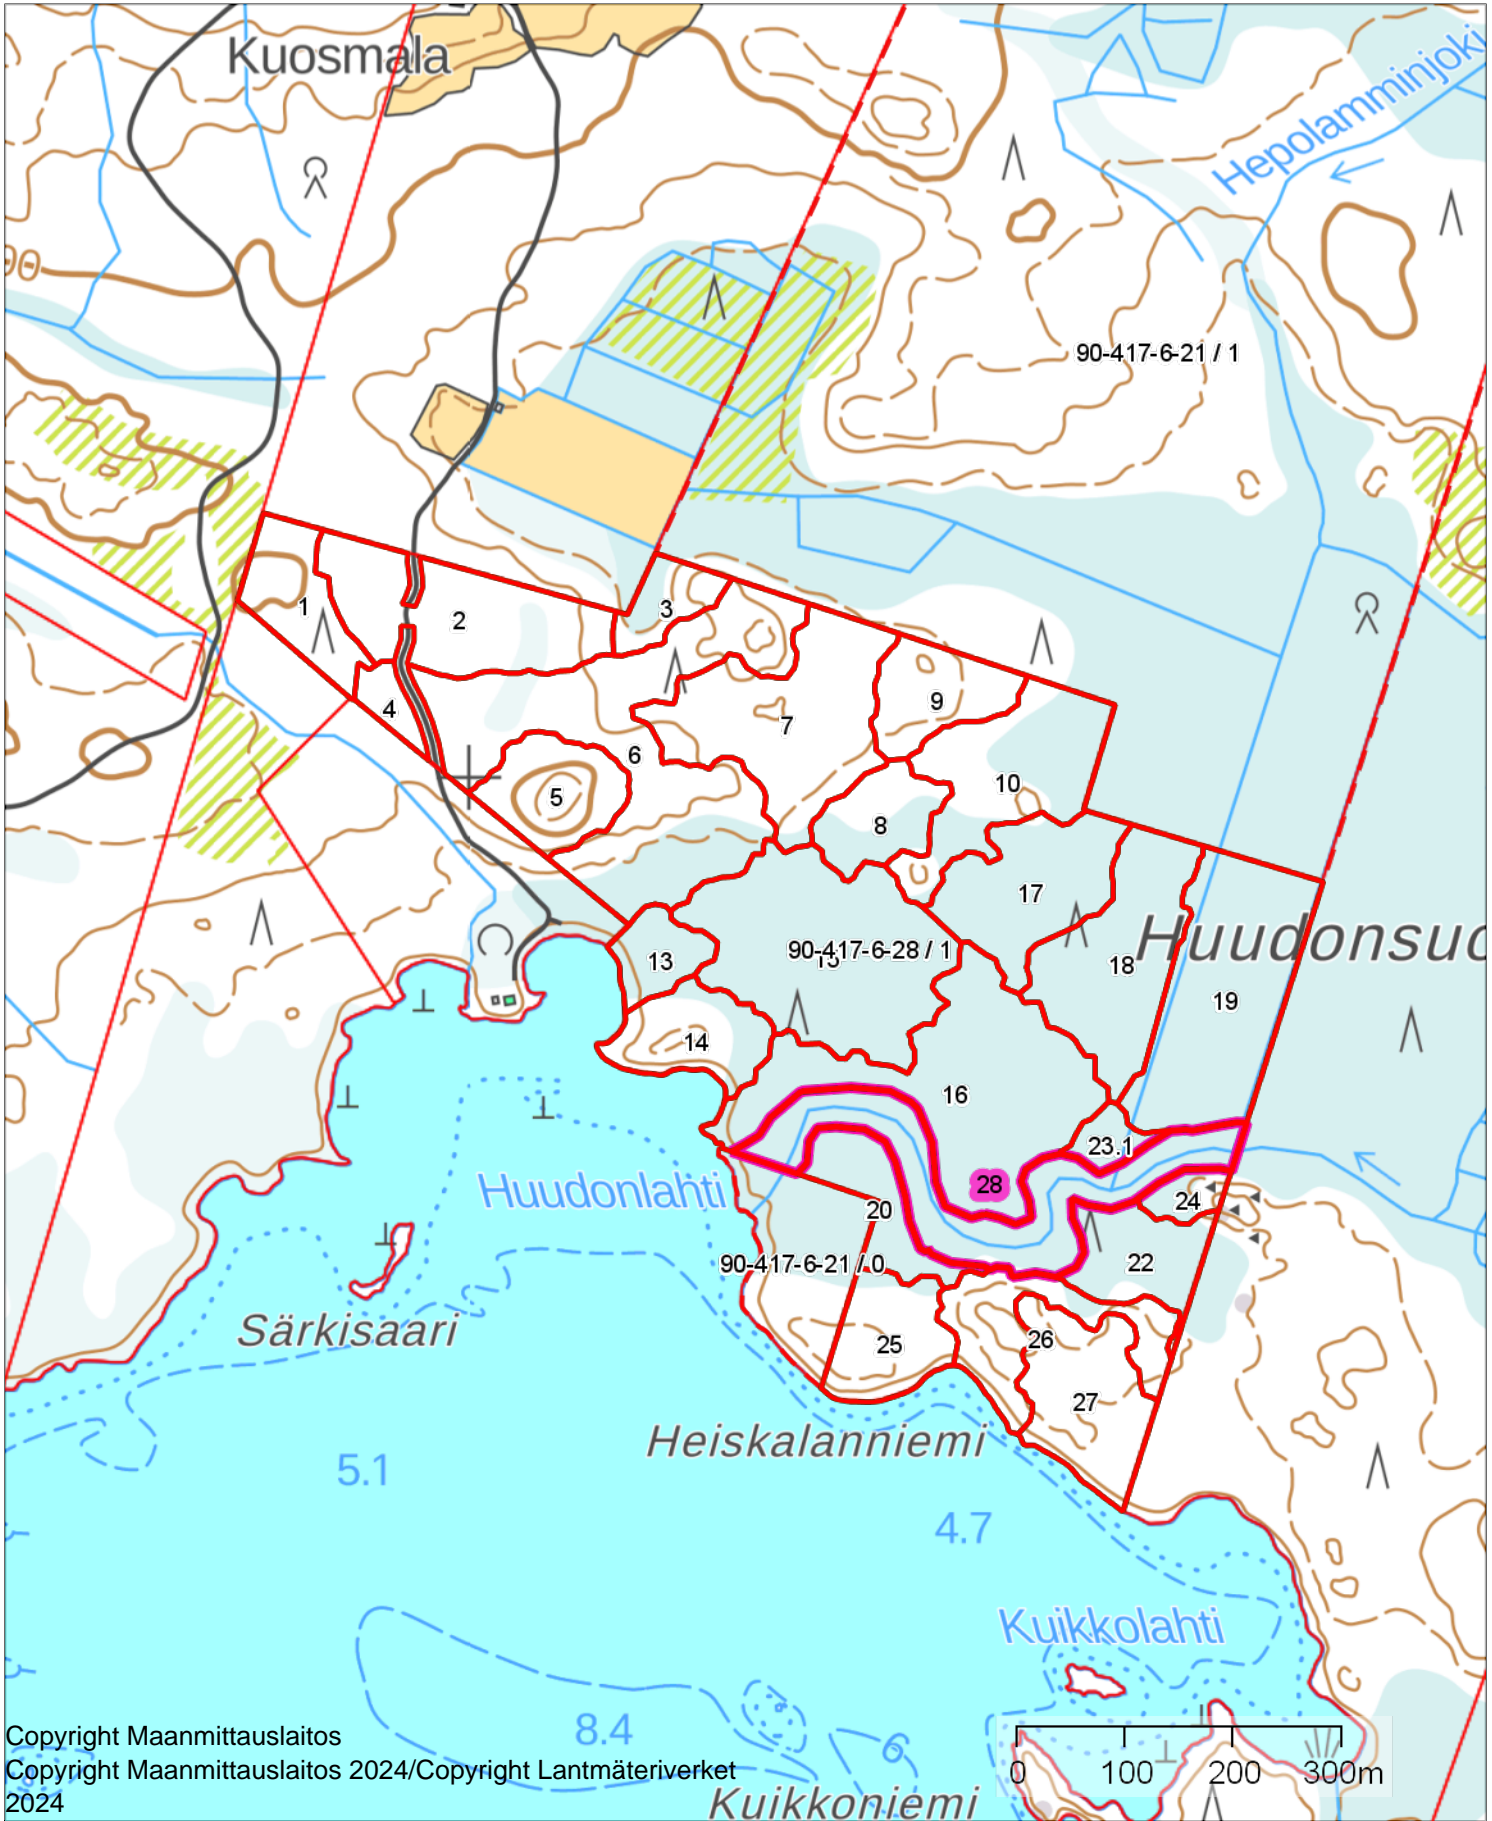 Kuosmala
Hepolamminjoki
90-417-6-21 / 1
1
2
3
4
5
6
7
8
9
10
17
90-417-6-28 / 1
13
18
Huudonsuo
19
14
16
23.1
Huudonlahti
28
24
20
90-417-6-21 / 0
22
Särkisaari
25
26
27
Heiskalanniemi
5.1
4.7
Kuikkolahti
8.4
6
Kuikkoniemi
0 100 200 300m
Copyright Maanmittauslaitos
Copyright Maanmittauslaitos 2024/Copyright Lantmäteriverket
2024